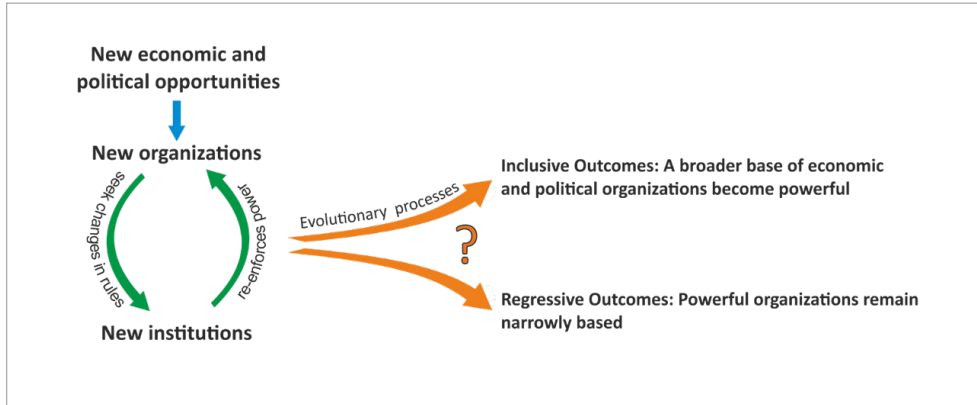 New economic and
political opportunities
New organizations
seek changes in rules
re-enforces power
New institutions
Evolutionary processes
?
Inclusive Outcomes: A broader base of economic
and political organizations become powerful
Regressive Outcomes: Powerful organizations remain
narrowly based